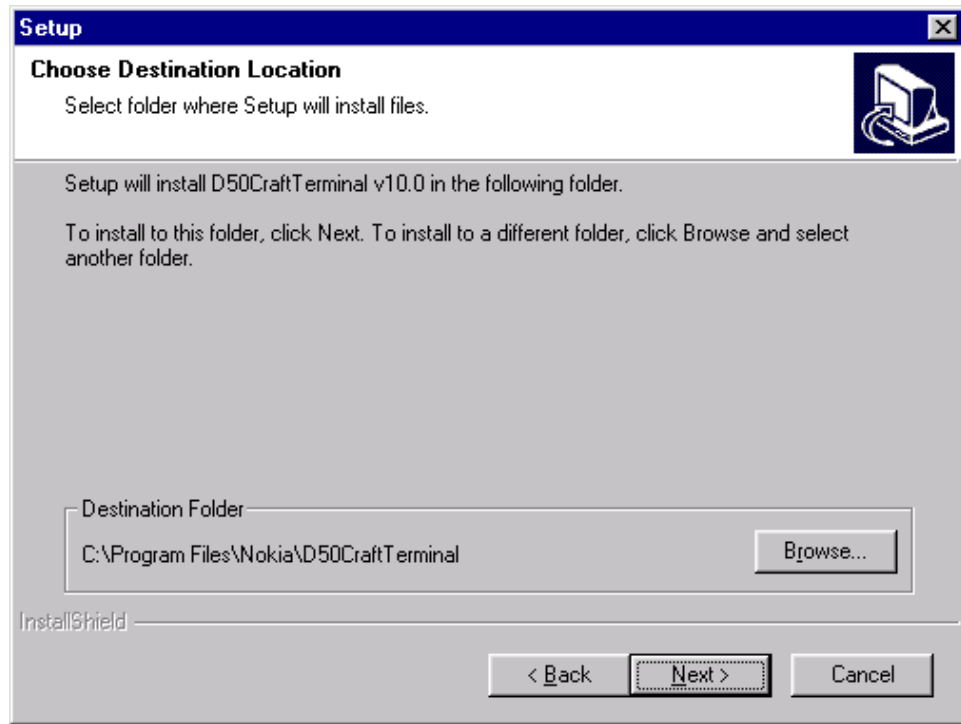 Setup
Choose Destination Location
Select folder where Setup will install files.
Setup will install D50CraftTerminal v10.0 in the following folder.
To install to this folder, click Next. To install to a different folder, click Browse and select
another folder.
Destination Folder
C:\Program Files\Nokia\D50CraftTerminal
Browse...
InstallShield
< Back
Next >
Cancel